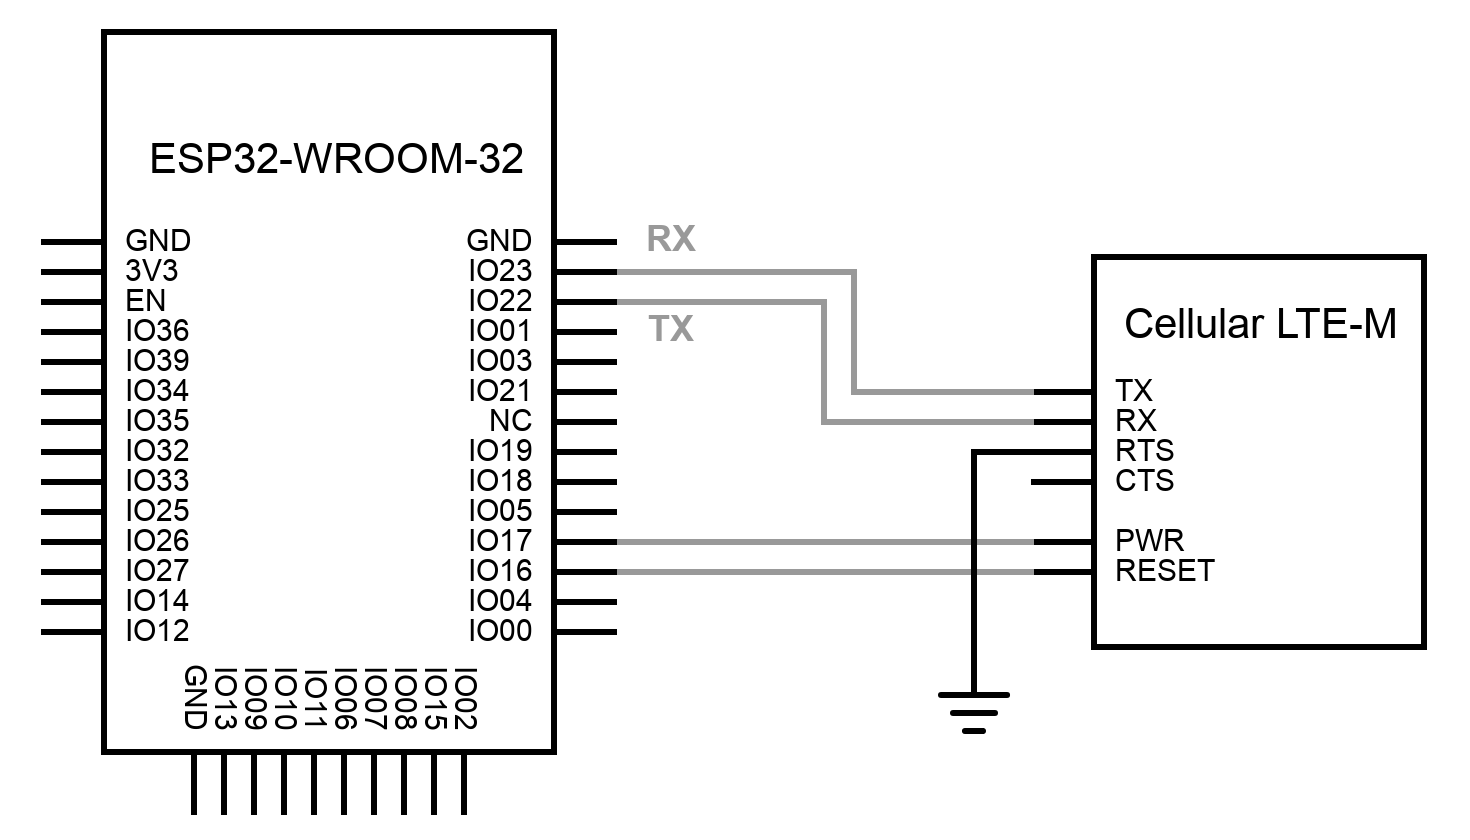 ESP32-WROOM-32
GND
3V3
EN
IO36
IO39
IO34
IO35
IO32
IO33
IO25
IO26
IO27
IO14
IO12
GND
IO23
IO22
IO01
IO03
IO21
NC
IO19
IO18
IO05
IO17
IO16
IO04
IO00
GND
IO13
IO09
IO10
IO11
IO06
IO07
IO08
IO15
IO02
RX
TX
Cellular LTE-M
TX
RX
RTS
CTS
PWR
RESET